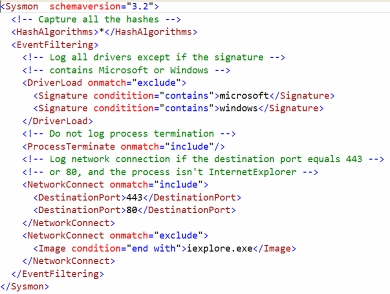 <Sysmon  schemaversion="3.2">
<!-- Capture all the hashes -->
<HashAlgorithms>*</HashAlgorithms>
<EventFiltering>
<!-- Log all drivers except if the signature -->
<!-- contains Microsoft or Windows -->
<DriverLoad onmatch="exclude">
<Signature conditition="contains">microsoft</Signature>
<Signature conditition="contains">windows</Signature>
</DriverLoad>
<!-- Do not log process termination -->
<ProcessTerminate onmatch="include"/>
<!-- Log network connection if the destination port equals 443 -->
<!-- or 80, and the process isn't InternetExplorer -->
<NetworkConnect onmatch="include">
<DestinationPort>443</DestinationPort>
<DestinationPort>80</DestinationPort>
</NetworkConnect>
<NetworkConnect onmatch="exclude">
<Image condition="end with">iexplore.exe</Image>
</NetworkConnect>
</EventFiltering>
</Sysmon>